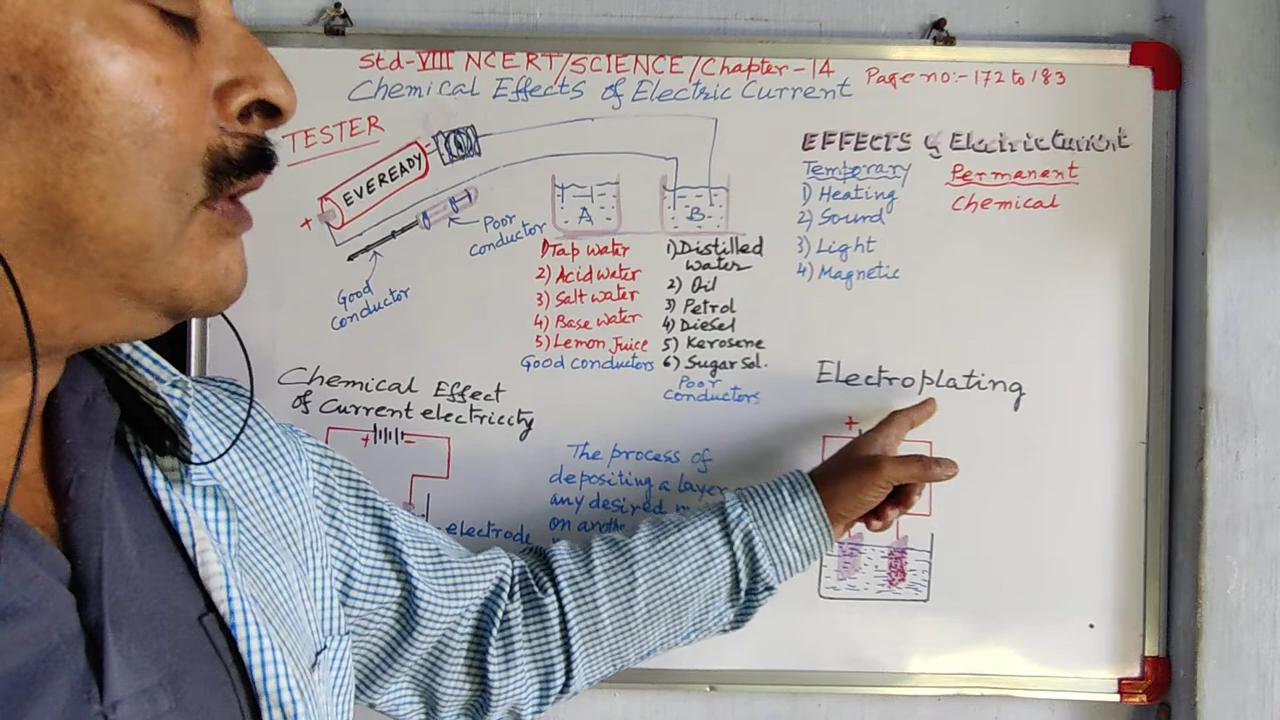 Std-VIII NCERT/SCIENCE/Chapter-14
Page no:- 172 to 183
Chemical Effects of Electric Current
TESTER
EVEREADY
+
Good
conductor
Poor
conductor
A
B
1) Tap water
2) Acid water
3) Salt water
4) Base water
5) Lemon Juice
Good conductors
1) Distilled
water
2) Oil
3) Petrol
4) Diesel
5) Kerosene
6) Sugar Sol.
Poor
conductors
EFFECTS of Electric Current
Temporary
1) Heating
2) Sound
3) Light
4) Magnetic
Permanent
Chemical
Chemical Effect
of Current electriccty
+ -
electrode
The process of
depositing a layer
any desired
on
Electroplating
+